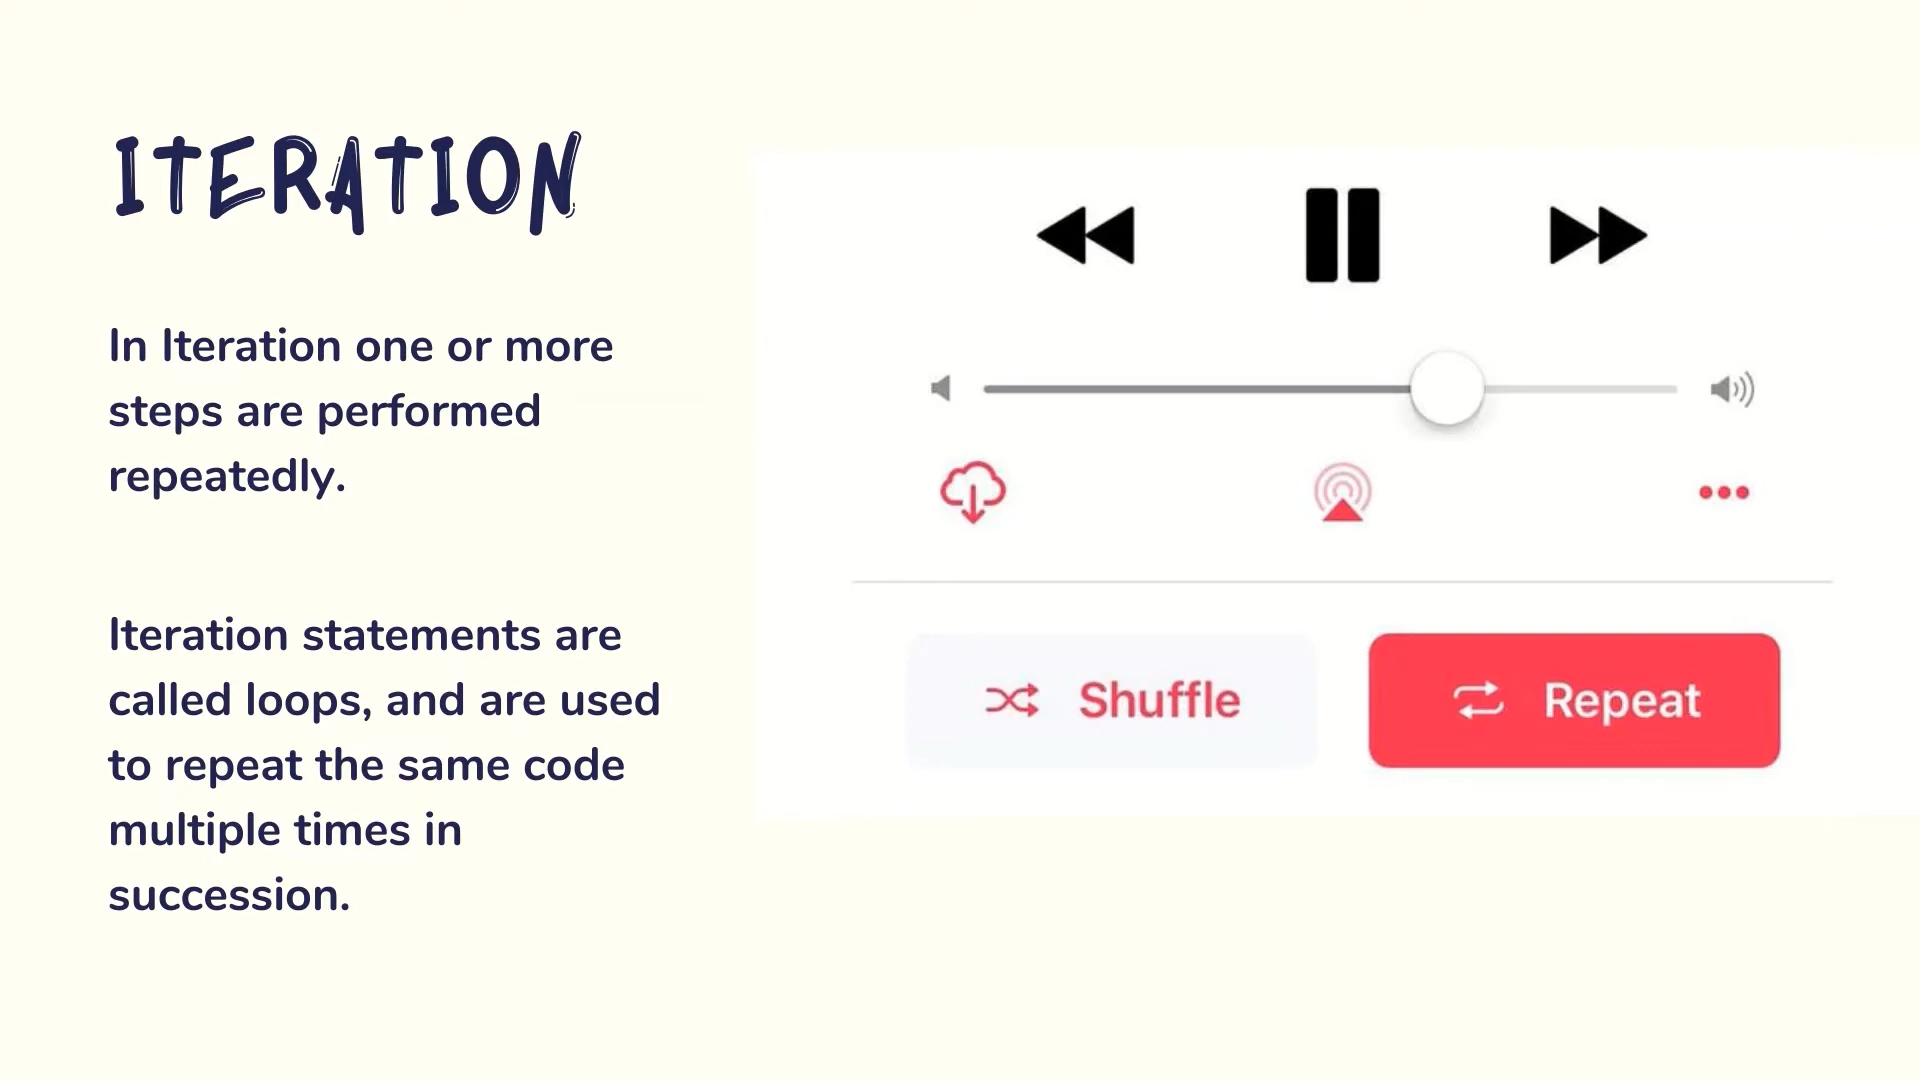 ITERATION
In Iteration one or more
steps are performed
repeatedly.
Iteration statements are
called loops, and are used
to repeat the same code
multiple times in
succession.
Shuffle
Repeat